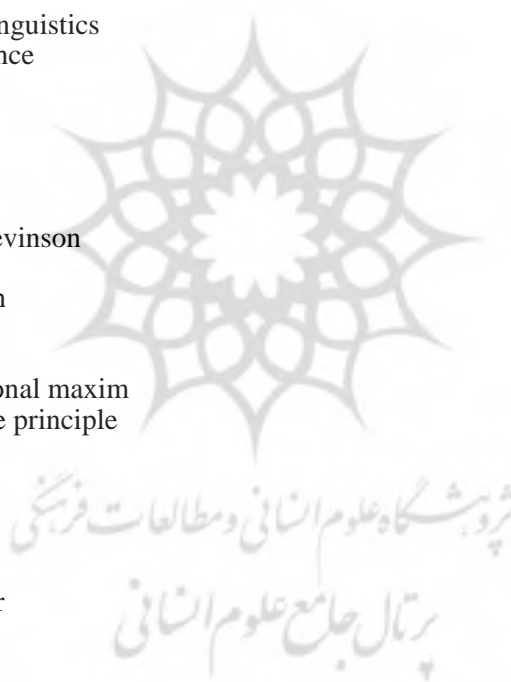 nguistics
nce
evinson
n
onal maxim
e principle
پژوهشگاه علوم انسانی و مطالعات فرهنگی
r
پرتال جامع علوم انسانی